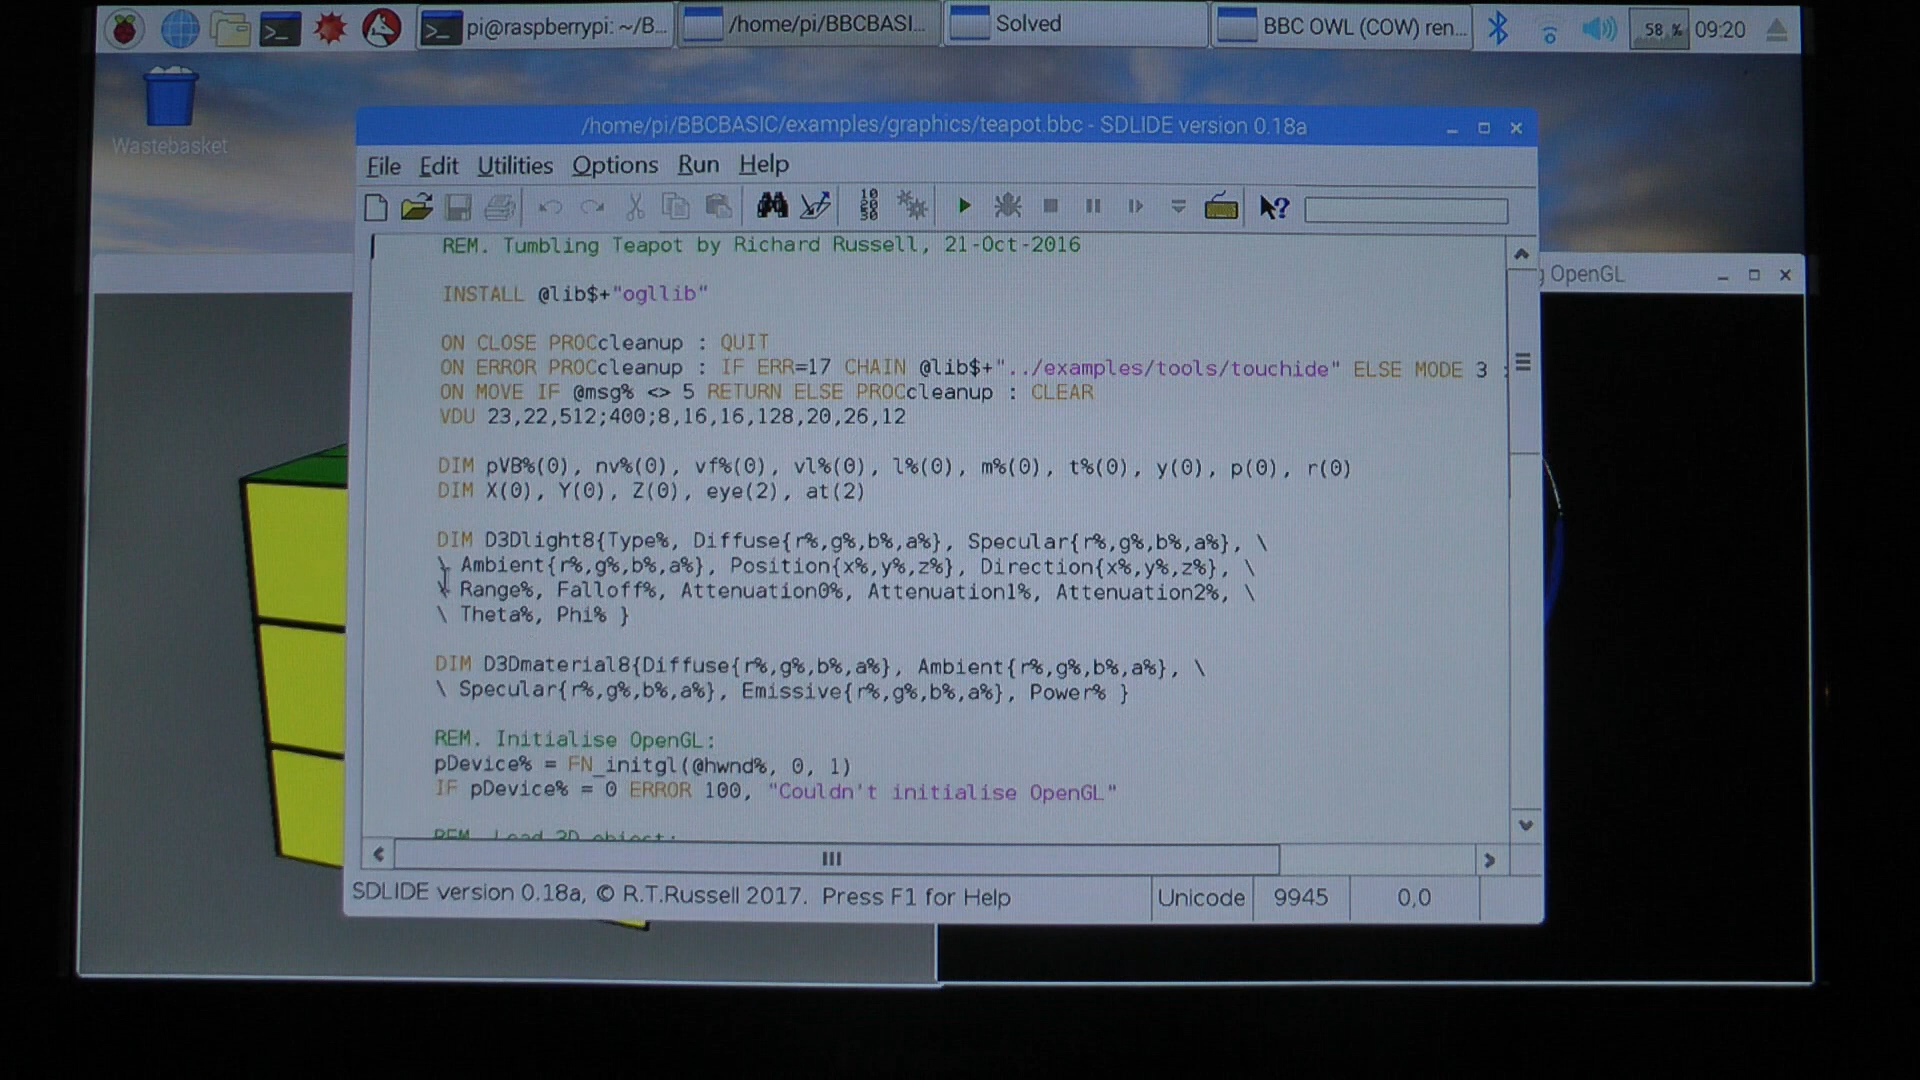 pi@raspberrypi: ~/B...
/home/pi/BBCBASI...
Solved
BBC OWL (COW) ren...
58 %
09:20
Wastebasket
/home/pi/BBCBASIC/examples/graphics/teapot.bbc - SDLIDE version 0.18a
File Edit Utilities Options Run Help
10
20
30
OpenGL
REM. Tumbling Teapot by Richard Russell, 21-Oct-2016
INSTALL @lib$+"ogllib"
ON CLOSE PROCcleanup : QUIT
ON ERROR PROCcleanup : IF ERR=17 CHAIN @lib$+"../examples/tools/touchide" ELSE MODE 3 :
ON MOVE IF @msg% <> 5 RETURN ELSE PROCcleanup : CLEAR
VDU 23,22,512;400;8,16,16,128,20,26,12
DIM pVB%(0), nv%(0), vf%(0), vl%(0), l%(0), m%(0), t%(0), y(0), p(0), r(0)
DIM X(0), Y(0), Z(0), eye(2), at(2)
DIM D3Dlight8{Type%, Diffuse{r%,g%,b%,a%}, Specular{r%,g%,b%,a%}, \
\ Ambient{r%,g%,b%,a%}, Position{x%,y%,z%}, Direction{x%,y%,z%}, \
\ Range%, Falloff%, Attenuation0%, Attenuation1%, Attenuation2%, \
\ Theta%, Phi% }
DIM D3Dmaterial8{Diffuse{r%,g%,b%,a%}, Ambient{r%,g%,b%,a%}, \
\ Specular{r%,g%,b%,a%}, Emissive{r%,g%,b%,a%}, Power% }
REM. Initialise OpenGL:
pDevice% = FN_initgl(@hwnd%, 0, 1)
IF pDevice% = 0 ERROR 100, "Couldn't initialise OpenGL"
REM. Load 3D object:
SDLIDE version 0.18a, © R.T.Russell 2017. Press F1 for Help
Unicode
9945
0,0